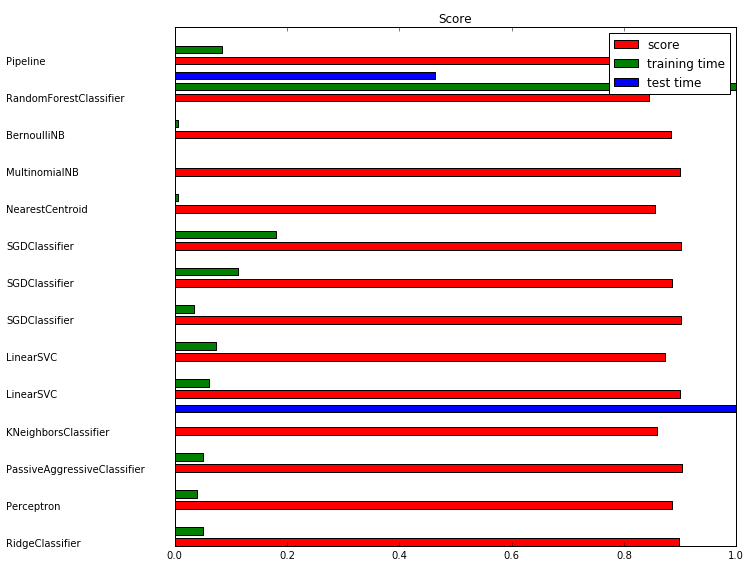 Score
score
training time
test time
Pipeline
RandomForestClassifier
BernoulliNB
MultinomialNB
NearestCentroid
SGDClassifier
SGDClassifier
SGDClassifier
LinearSVC
LinearSVC
KNeighborsClassifier
PassiveAggressiveClassifier
Perceptron
RidgeClassifier
0.0 0.2 0.4 0.6 0.8 1.0